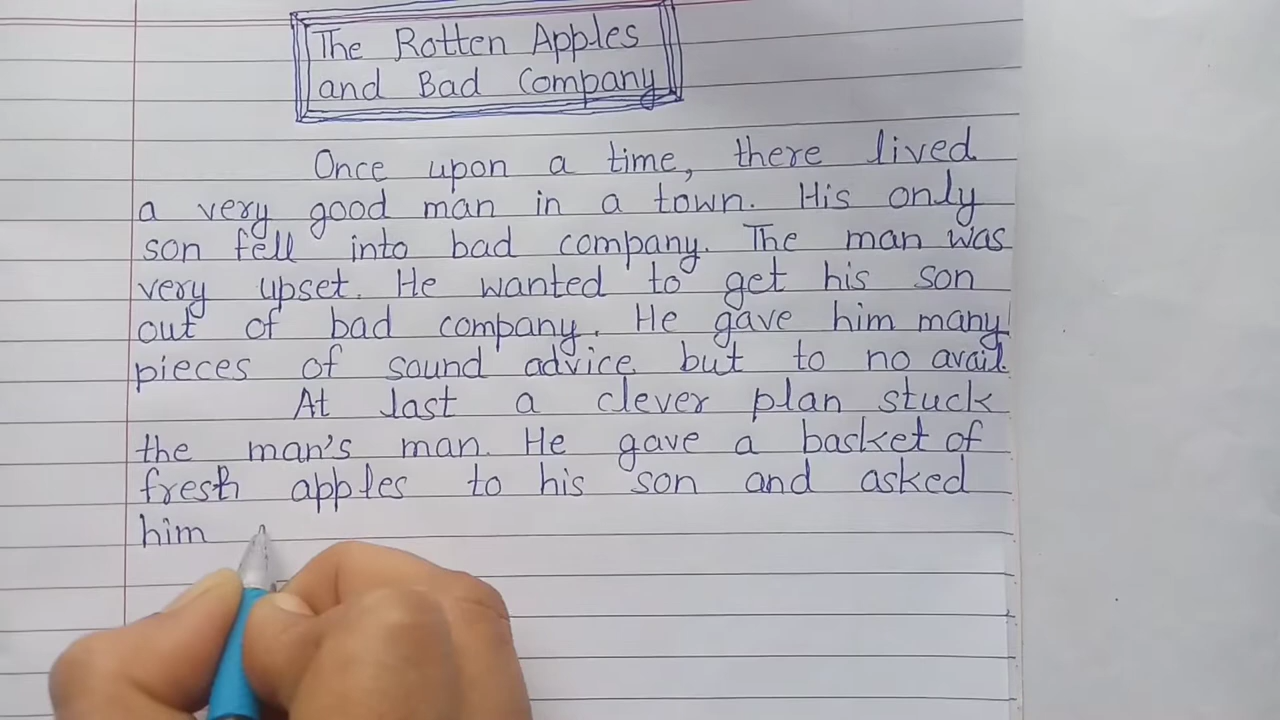 The Rotten Apples
and Bad Company
Once upon a time, there lived
a very good man in a town. His only
son fell into bad company. The man was
very upset. He wanted to get his son
out of bad company. He gave him many
pieces of sound advice but to no avail
At last a clever plan stuck
the man's man. He gave a basket of
fresh apples to his son and asked
him